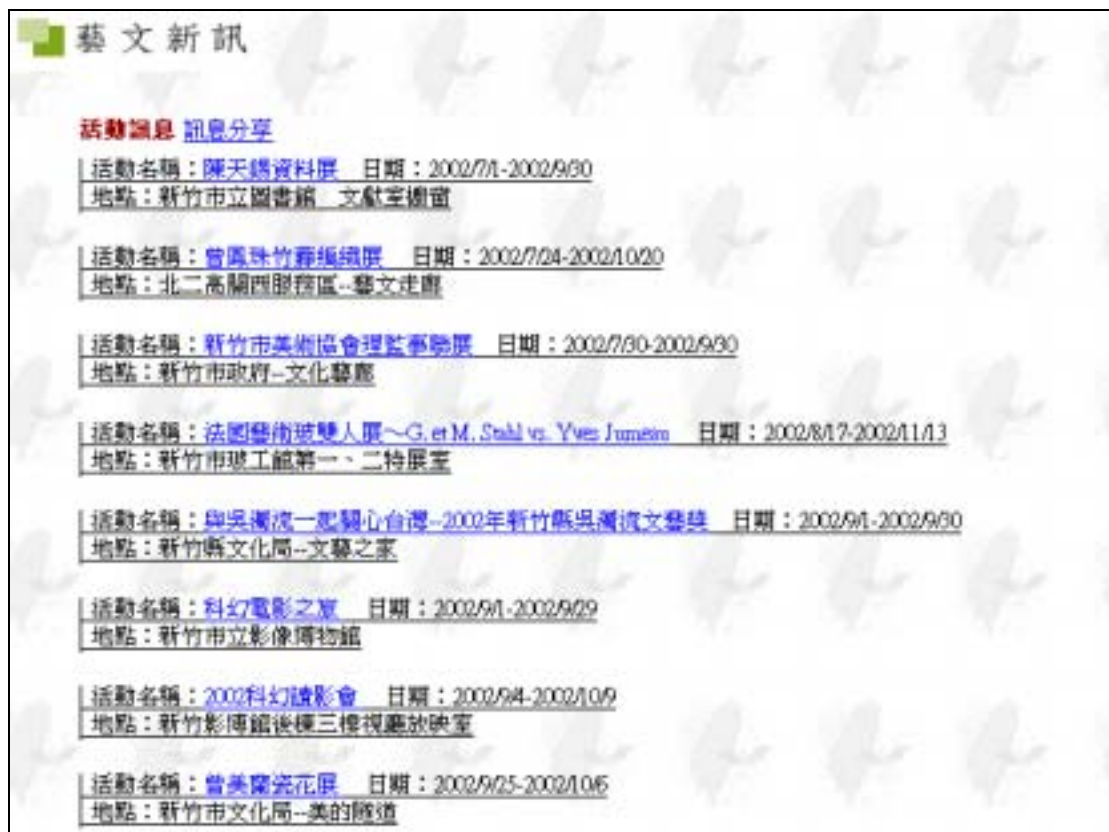 藝文新訊
活動訊息 訊息分享
活動名稱：陳天錫資料展 日期：2002/7/1-2002/9/30
地點：新竹市立圖書館 文獻室櫥窗
活動名稱：曾鳳珠竹藤編織展 日期：2002/7/24-2002/10/20
地點：北二高關西服務區--藝文走廊
活動名稱：新竹市美術協會理監事聯展 日期：2002/7/30-2002/9/30
地點：新竹市政府--文化藝廊
活動名稱：法國藝術玻雙人展～G. et M. Stahl vs. Yves 日期：2002/8/17-2002/11/13
地點：新竹市玻工館第一、二特展室
活動名稱：與吳濁流一起關心台灣--2002年新竹縣吳濁流文藝獎 日期：2002/9/1-2002/9/30
地點：新竹縣文化局--文藝之家
活動名稱：科幻電影之旅 日期：2002/9/1-2002/9/29
地點：新竹市立影像博物館
活動名稱：2002科幻讀影會 日期：2002/9/4-2002/10/9
地點：新竹影博館後棟三樓視聽放映室
活動名稱：曾美蘭瓷花展 日期：2002/9/25-2002/10/6
地點：新竹市文化局--美的隧道